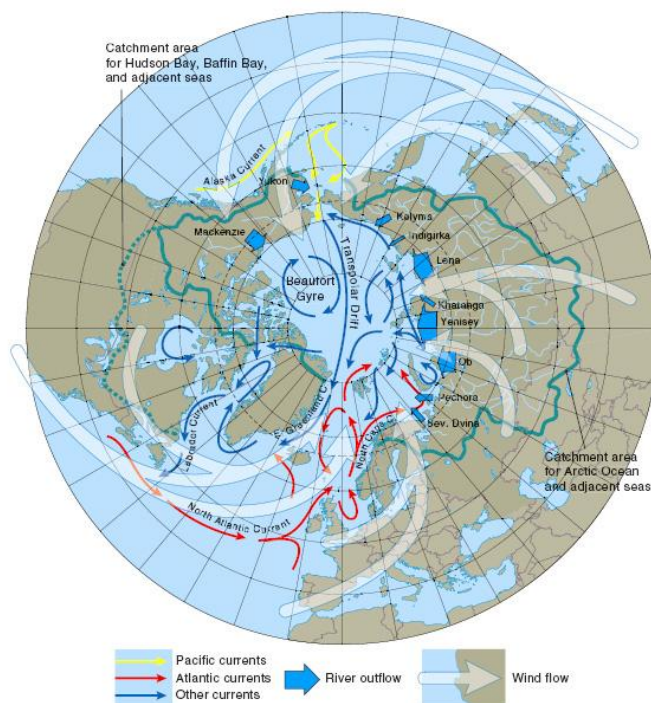 Catchment area
for Hudson Bay, Baffin Bay,
and adjacent seas
Alaska Current
Yukon
Kolyma
Indigirka
Mackenzie
Lena
Transpolar Drift
Beaufort
Gyre
Khatanga
Yenisey
Ob
Pechora
E. Greenland C.
Sev. Dvina
North Cape C.
Labrador Current
Catchment area
for Arctic Ocean
and adjacent seas
North Atlantic Current
Pacific currents
Atlantic currents
Other currents
River outflow
Wind flow